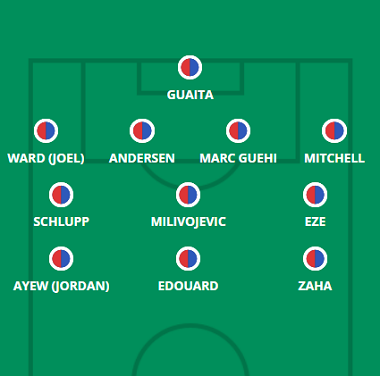 GUAITA
WARD (JOEL) ANDERSEN MARC GUEHI MITCHELL
SCHLUPP MILIVOJEVIC EZE
AYEW (JORDAN) EDOUARD ZAHA